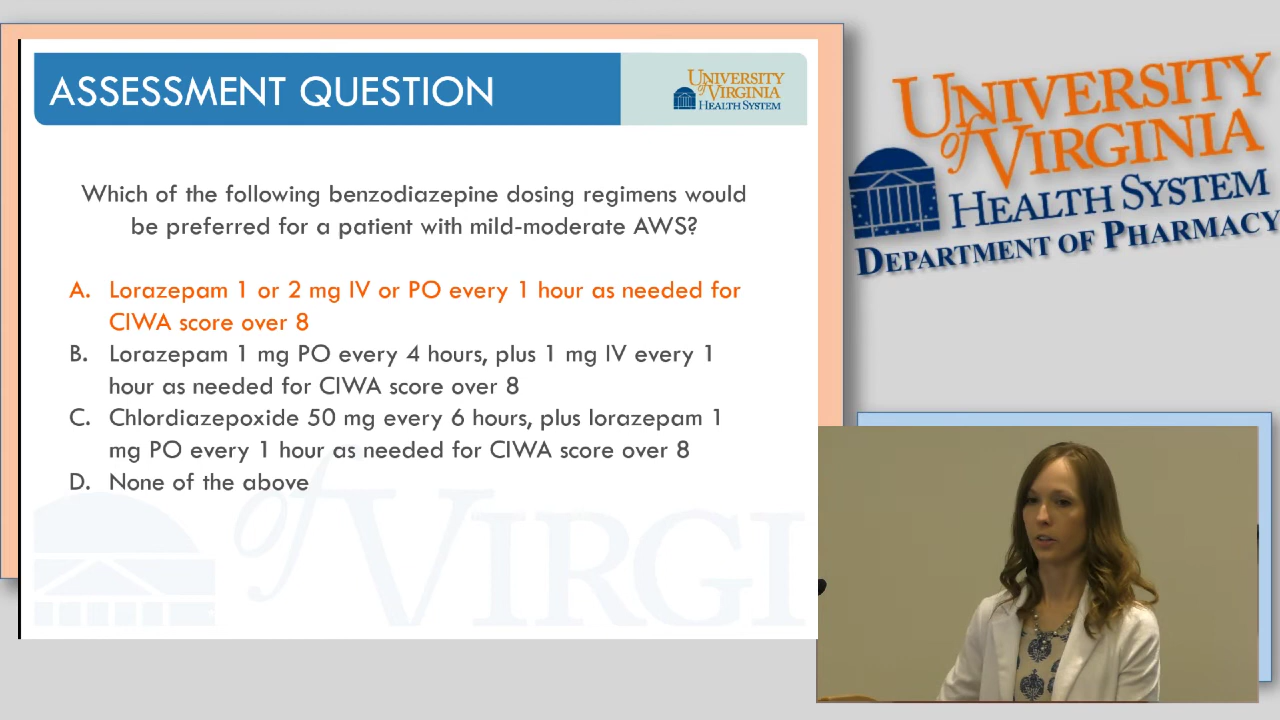 ASSESSMENT QUESTION
UNIVERSITY
of VIRGINIA
HEALTH SYSTEM
Which of the following benzodiazepine dosing regimens would
be preferred for a patient with mild-moderate AWS?
A. Lorazepam 1 or 2 mg IV or PO every 1 hour as needed for
CIWA score over 8
B. Lorazepam 1 mg PO every 4 hours, plus 1 mg IV every 1
hour as needed for CIWA score over 8
C. Chlordiazepoxide 50 mg every 6 hours, plus lorazepam 1
mg PO every 1 hour as needed for CIWA score over 8
D. None of the above
of VIRGI
UNIVERSITY
of VIRGINIA
HEALTH SYSTEM
DEPARTMENT OF PHARMACY